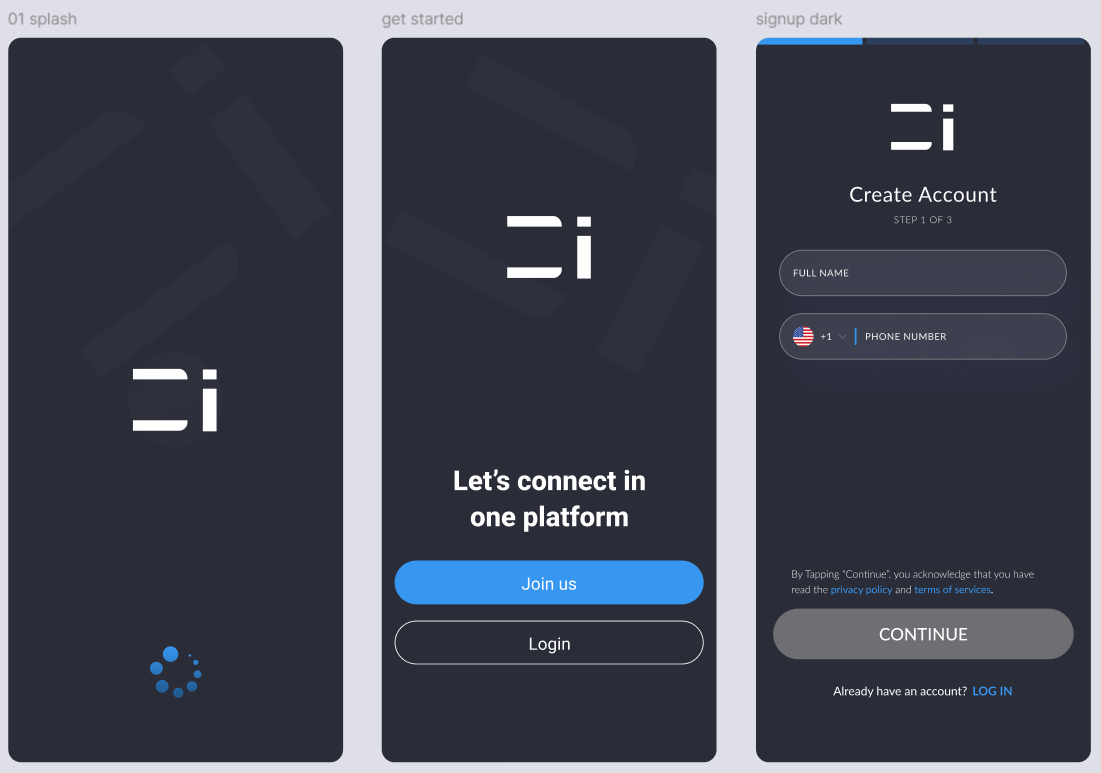 01 splash
get started
signup dark
Let's connect in
one platform
Join us
Login
Create Account
STEP 1 OF 3
FULL NAME
+1 PHONE NUMBER
By Tapping “Continue”, you acknowledge that you have
read the privacy policy and terms of services.
CONTINUE
Already have an account? LOG IN